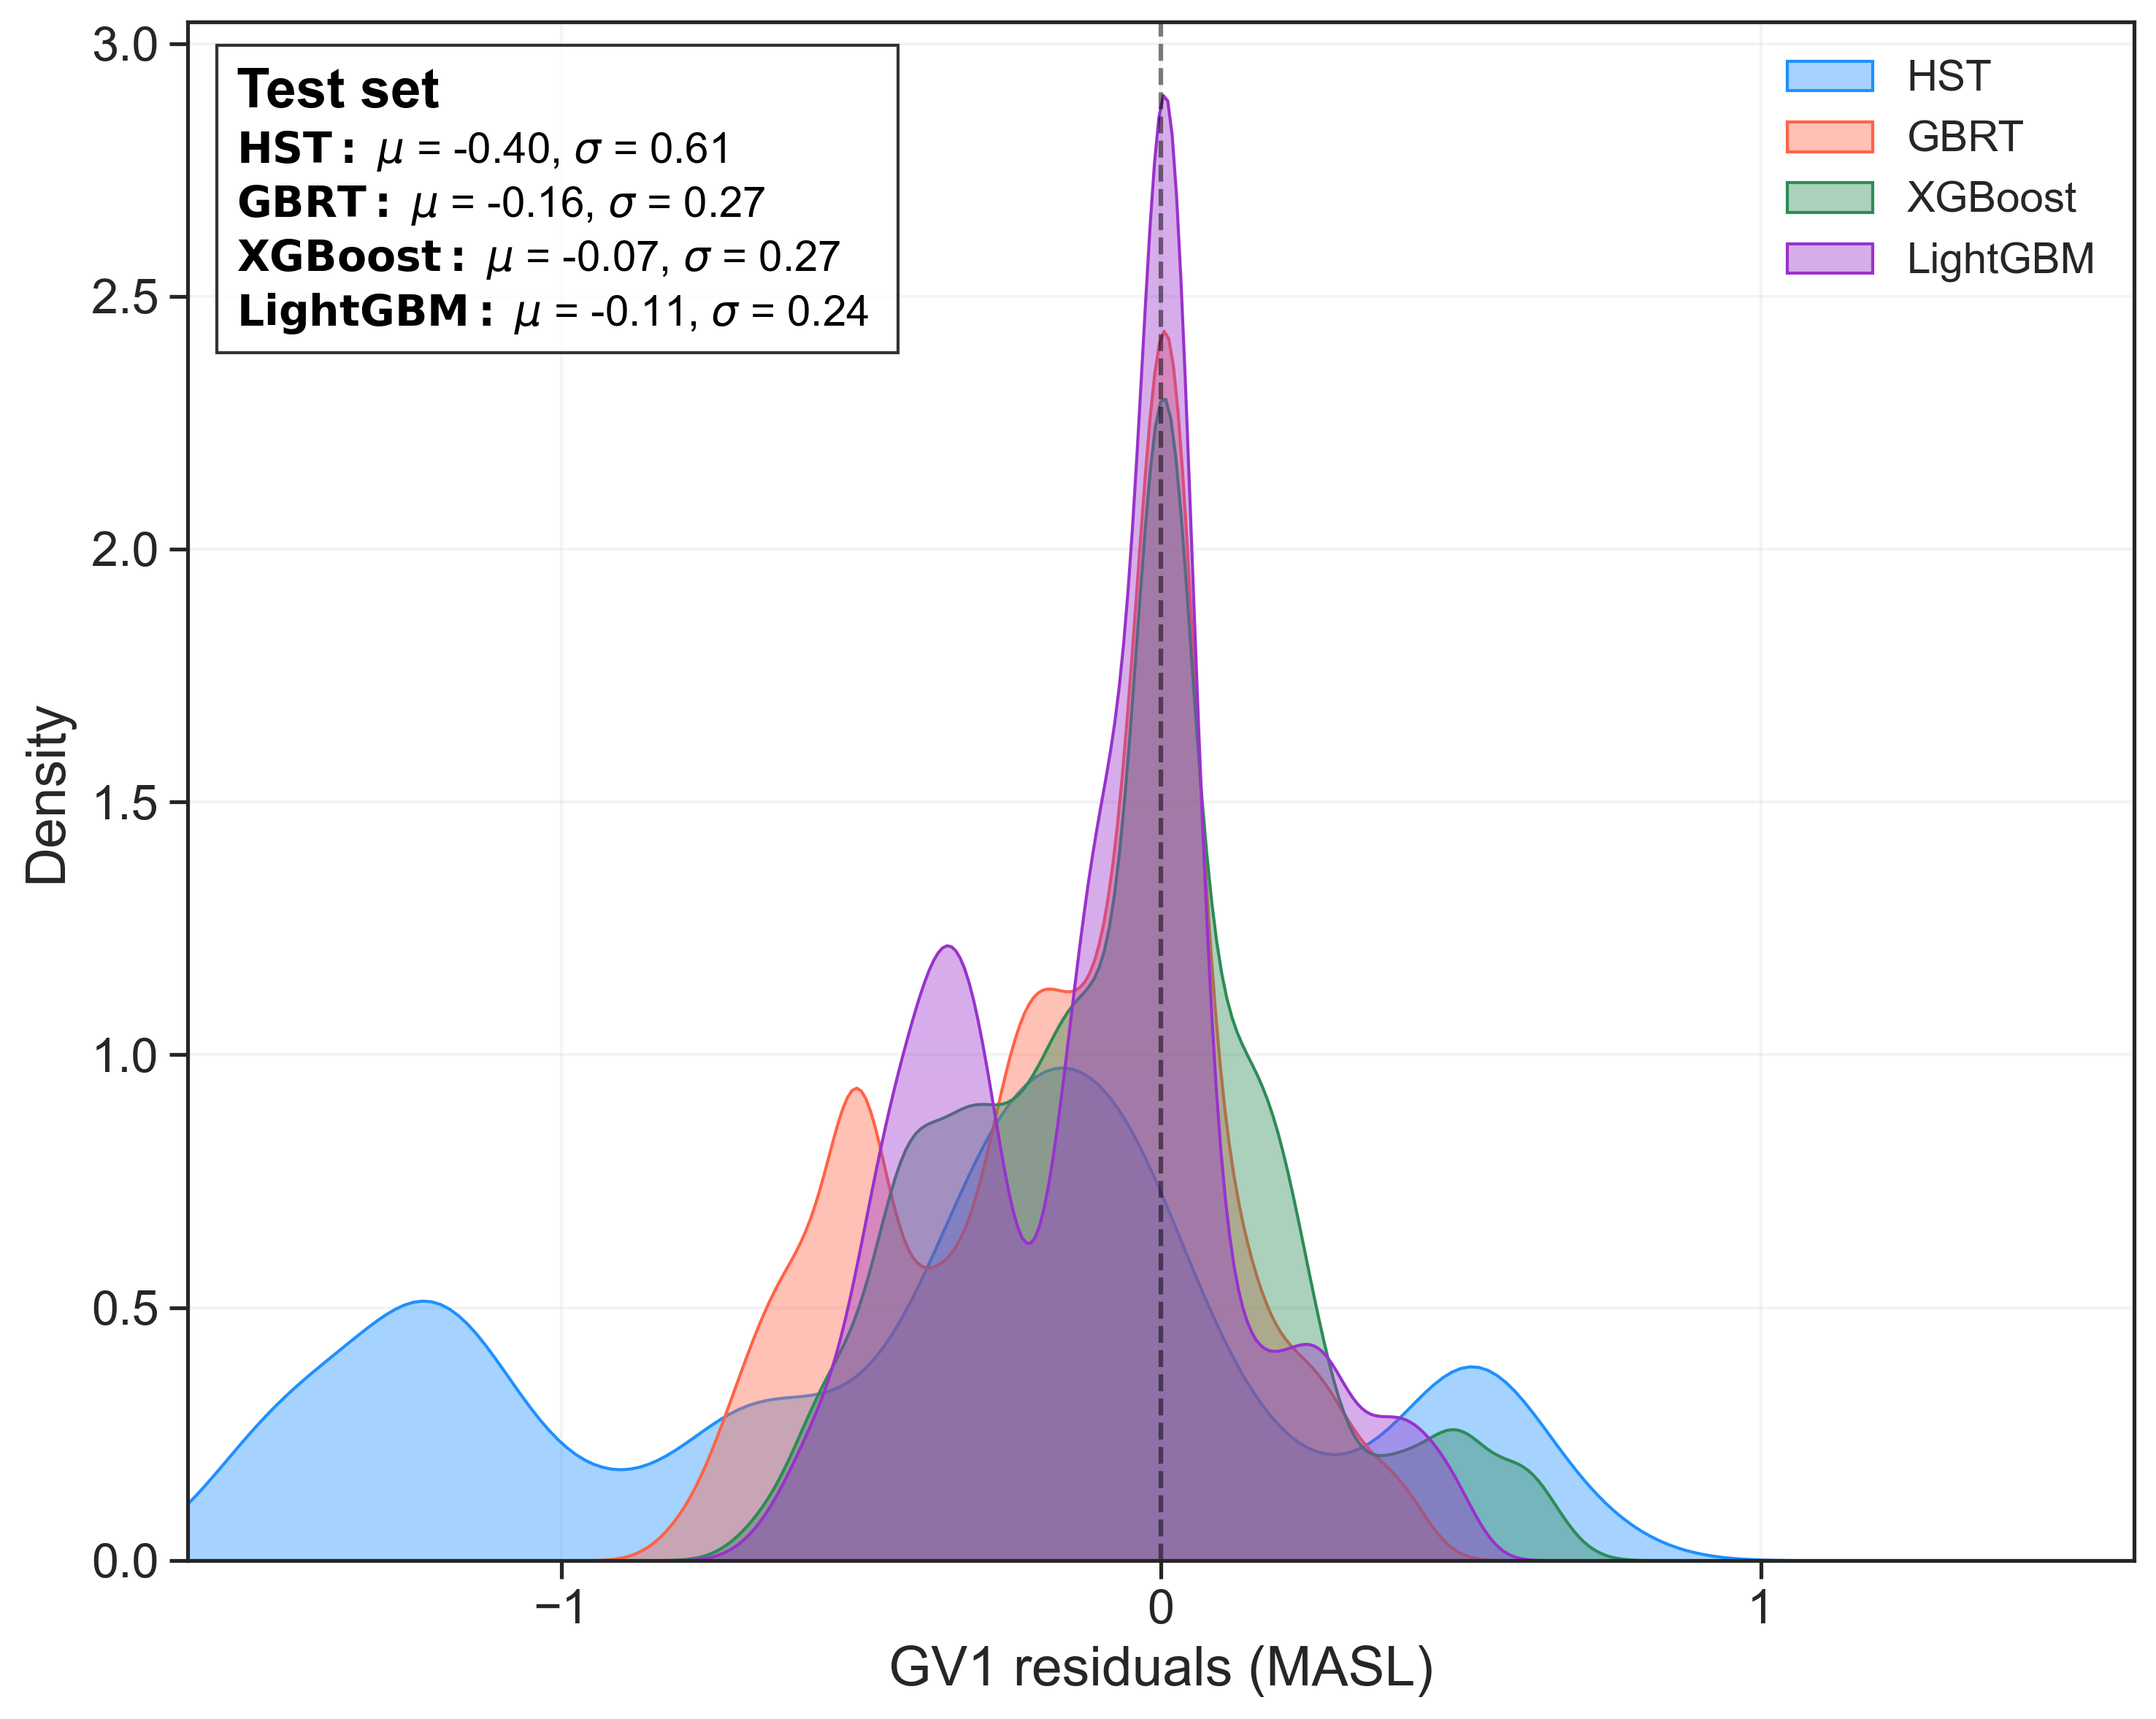 Test set
HST: μ = -0.40, σ = 0.61
GBRT: μ = -0.16, σ = 0.27
XGBoost: μ = -0.07, σ = 0.27
LightGBM: μ = -0.11, σ = 0.24
HST
GBRT
XGBoost
LightGBM
Density
3.0
2.5
2.0
1.5
1.0
0.5
0.0
−1
0
1
GV1 residuals (MASL)